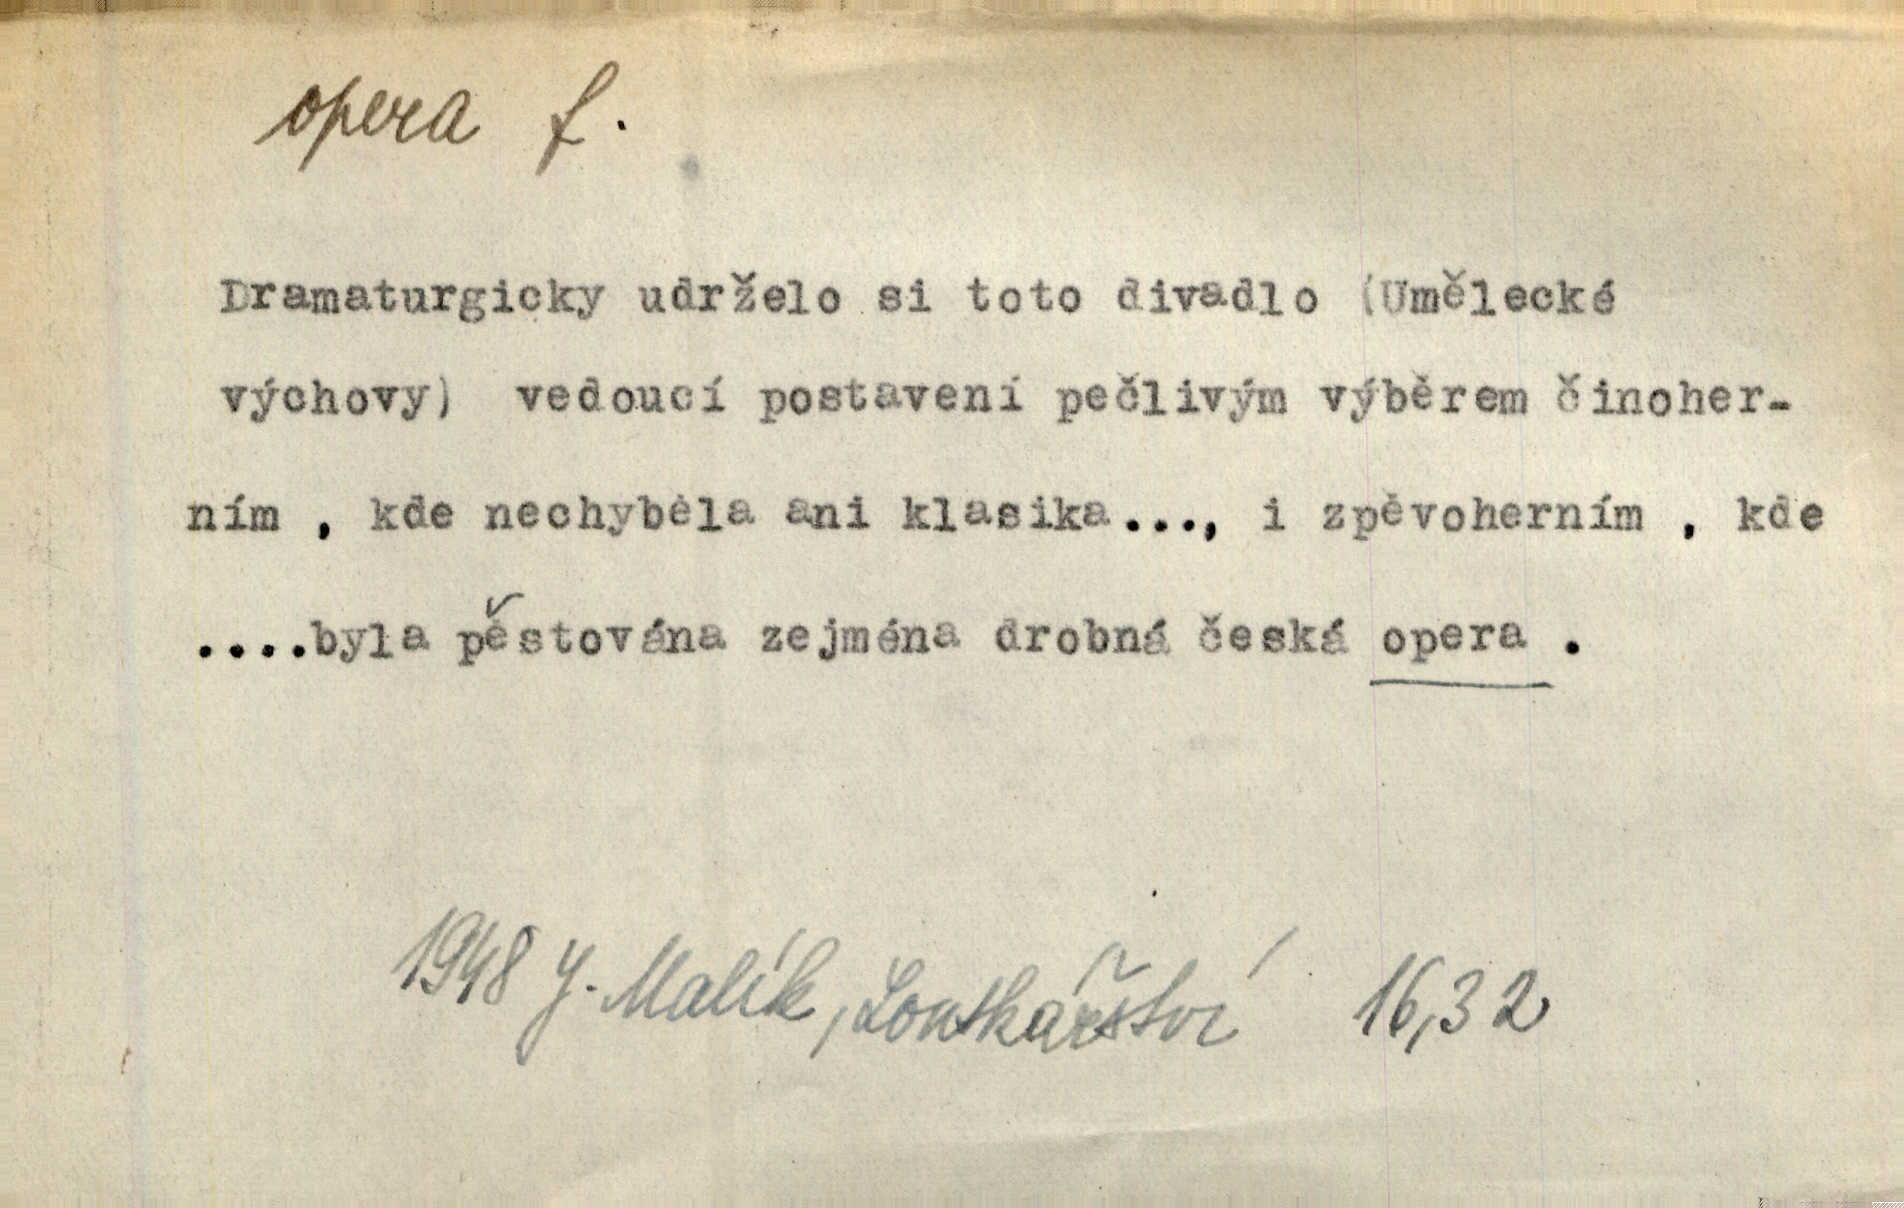 opera f.
Dramaturgicky udrželo si toto divadlo (Umělecké
výchovy) vedoucí postavení pečlivým výběrem činoher-
ním , kde nechyběla ani klasika..., i zpěvoherním , kde
....byla pěstována zejména drobná česká opera .
1948 J. Malík, Loutkářství 16,32